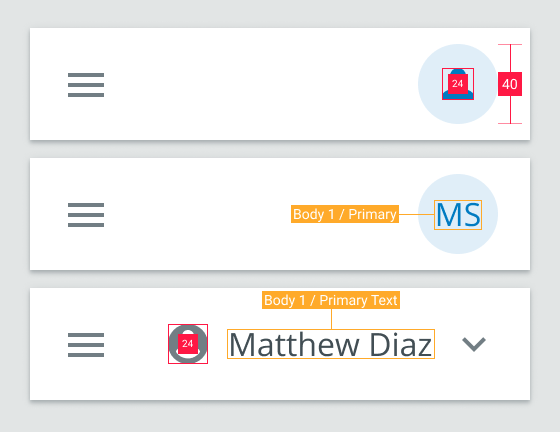 24
40
Body 1 / Primary
MS
Body 1 / Primary Text
24
Matthew Diaz